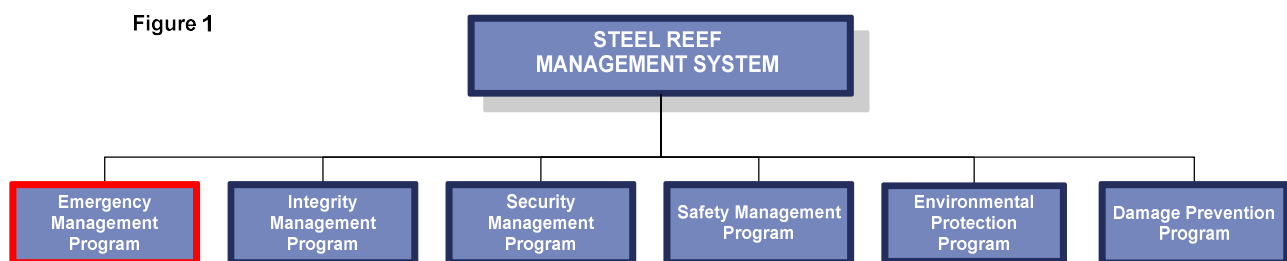 Figure 1
STEEL REEF
MANAGEMENT SYSTEM
Emergency
Management
Program
Integrity
Management
Program
Security
Management
Program
Safety Management
Program
Environmental
Protection
Program
Damage Prevention
Program